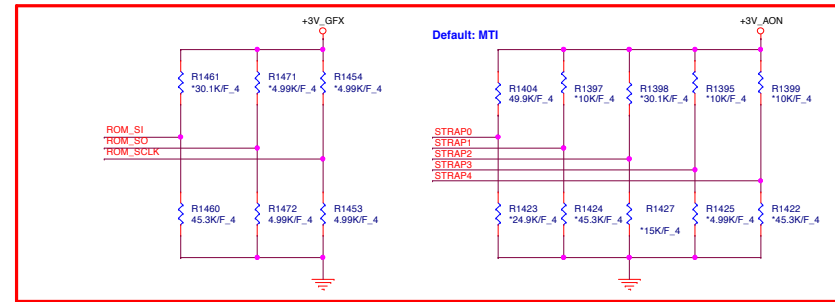 +3V_GFX
+3V_AON
Default: MTI
R1461
*30.1K/F_4
R1471
*4.99K/F_4
R1454
*4.99K/F_4
R1404
49.9K/F_4
R1397
*10K/F_4
R1398
*30.1K/F_4
R1395
*10K/F_4
R1399
*10K/F_4
ROM_SI
ROM_SO
ROM_SCLK
STRAP0
STRAP1
STRAP2
STRAP3
STRAP4
R1460
45.3K/F_4
R1472
4.99K/F_4
R1453
4.99K/F_4
R1423
*24.9K/F_4
R1424
*45.3K/F_4
R1427
*15K/F_4
R1425
*4.99K/F_4
R1422
*45.3K/F_4